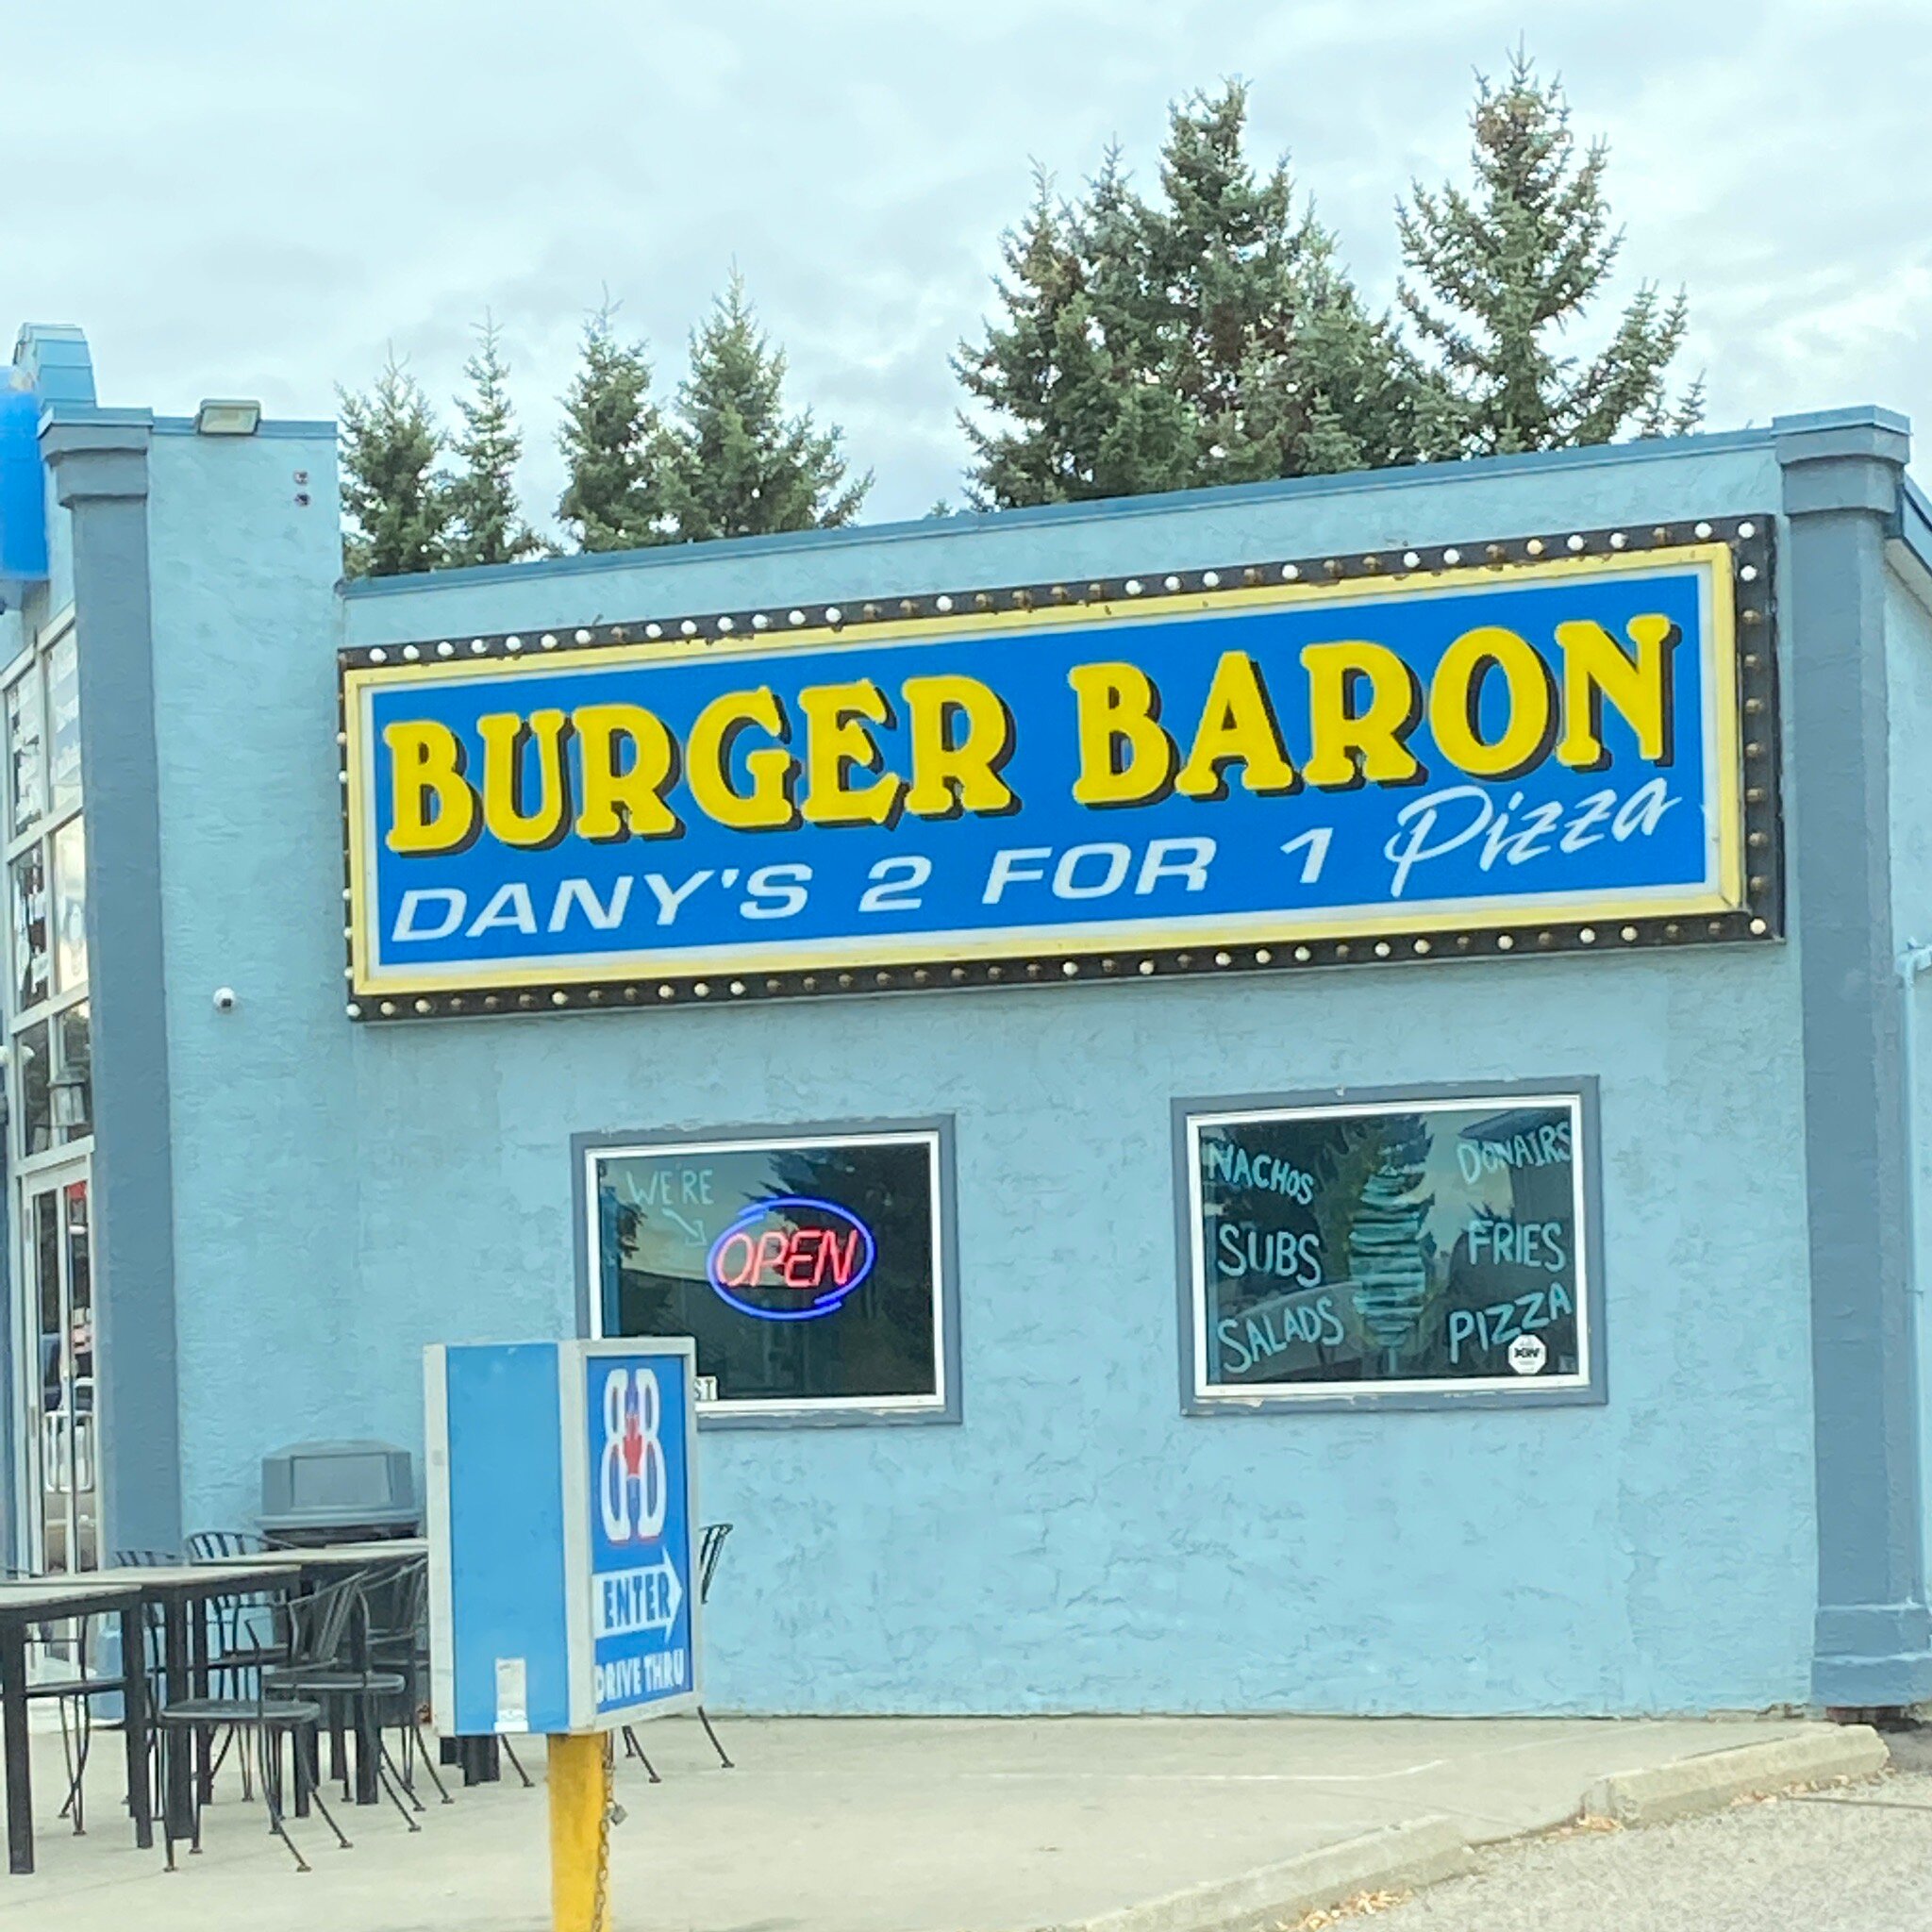 BURGER BARON
DANY'S 2 FOR 1 Pizza
WE'RE
OPEN
NACHOS
SUBS
SALADS
DONAIRS
FRIES
PIZZA
BB
ENTER
DRIVE THRU